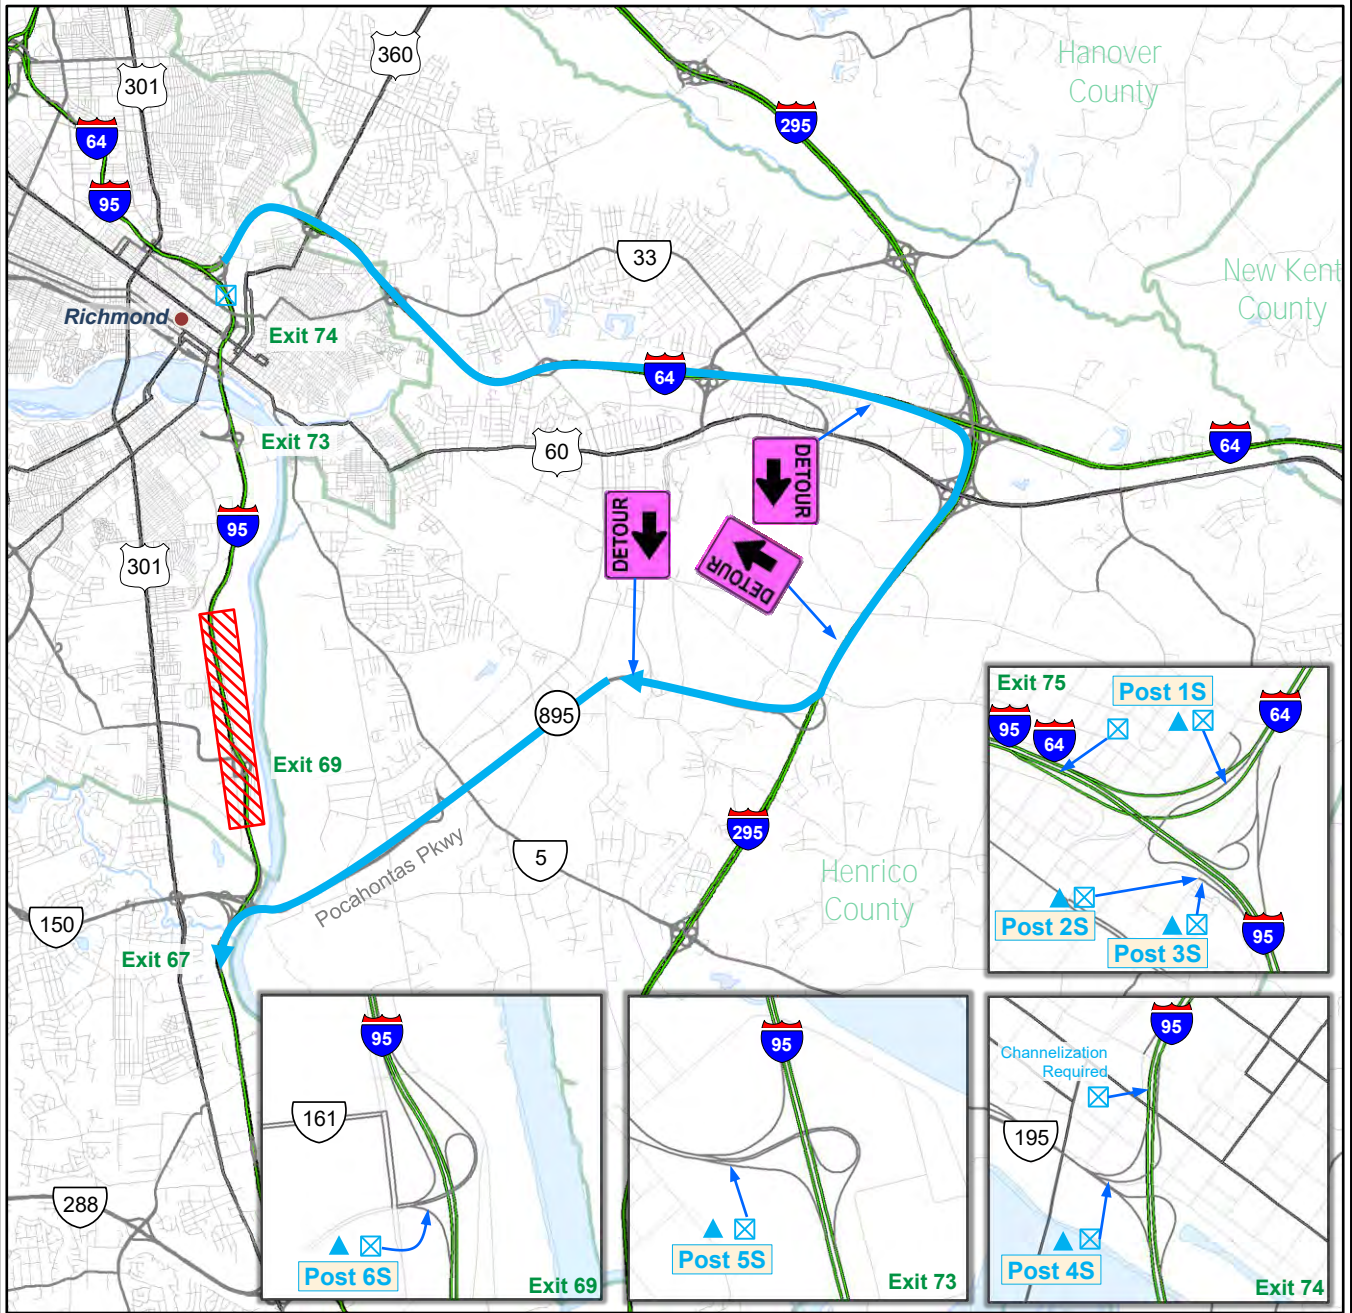 360
301
Hanover
County
295
64
95
33
New Kent
County
Richmond
Exit 74
64
Exit 73
60
64
DETOUR
DETOUR
DETOUR
95
301
895
Exit 69
Pocahontas Pkwy
295
5
Henrico
County
150
Exit 67
288
Exit 75
Post 1S
95
64
64
Post 2S
Post 3S
95
95
161
Post 6S
Exit 69
95
Post 5S
Exit 73
95
Channelization
Required
195
Post 4S
Exit 74